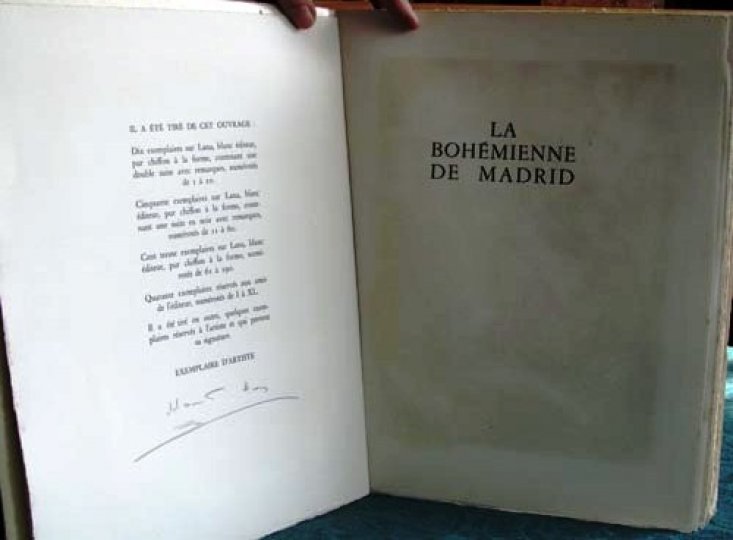 IL A ÉTÉ TIRÉ DE CET OUVRAGE :
Dix exemplaires sur Lana, blanc éditeur,
pur chiffon à la forme, contenant une
double suite avec remarques, numérotés
de 1 à 10.
Cinquante exemplaires sur Lana, blanc
éditeur, pur chiffon à la forme, conte-
nant une suite en noir avec remarques,
numérotés de 11 à 60.
Cent trente exemplaires sur Lana, blanc
éditeur, pur chiffon à la forme, numé-
rotés de 61 à 190.
Quarante exemplaires réservés aux amis
de l'éditeur, numérotés de I à XL.
Il a été tiré en outre, quelques exem-
plaires réservés à l'artiste et qui portent
sa signature.
EXEMPLAIRE D'ARTISTE
LA
BOHÉMIENNE
DE MADRID